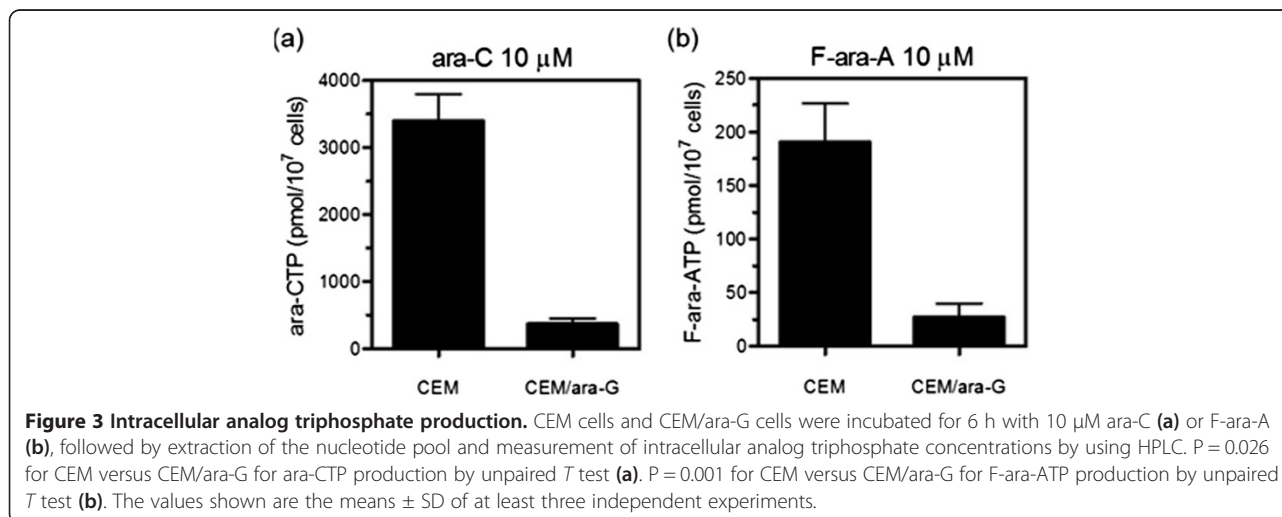 (a)
ara-C 10 µM
ara-CTP (pmol/10⁷ cells)
4000
3000
2000
1000
0
CEM
CEM/ara-G
(b)
F-ara-A 10 µM
F-ara-ATP (pmol/10⁷ cells)
250
200
150
100
50
0
CEM
CEM/ara-G
Figure 3 Intracellular analog triphosphate production. CEM cells and CEM/ara-G cells were incubated for 6 h with 10 µM ara-C (a) or F-ara-A
(b), followed by extraction of the nucleotide pool and measurement of intracellular analog triphosphate concentrations by using HPLC. P = 0.026
for CEM versus CEM/ara-G for ara-CTP production by unpaired T test (a). P = 0.001 for CEM versus CEM/ara-G for F-ara-ATP production by unpaired
T test (b). The values shown are the means ± SD of at least three independent experiments.